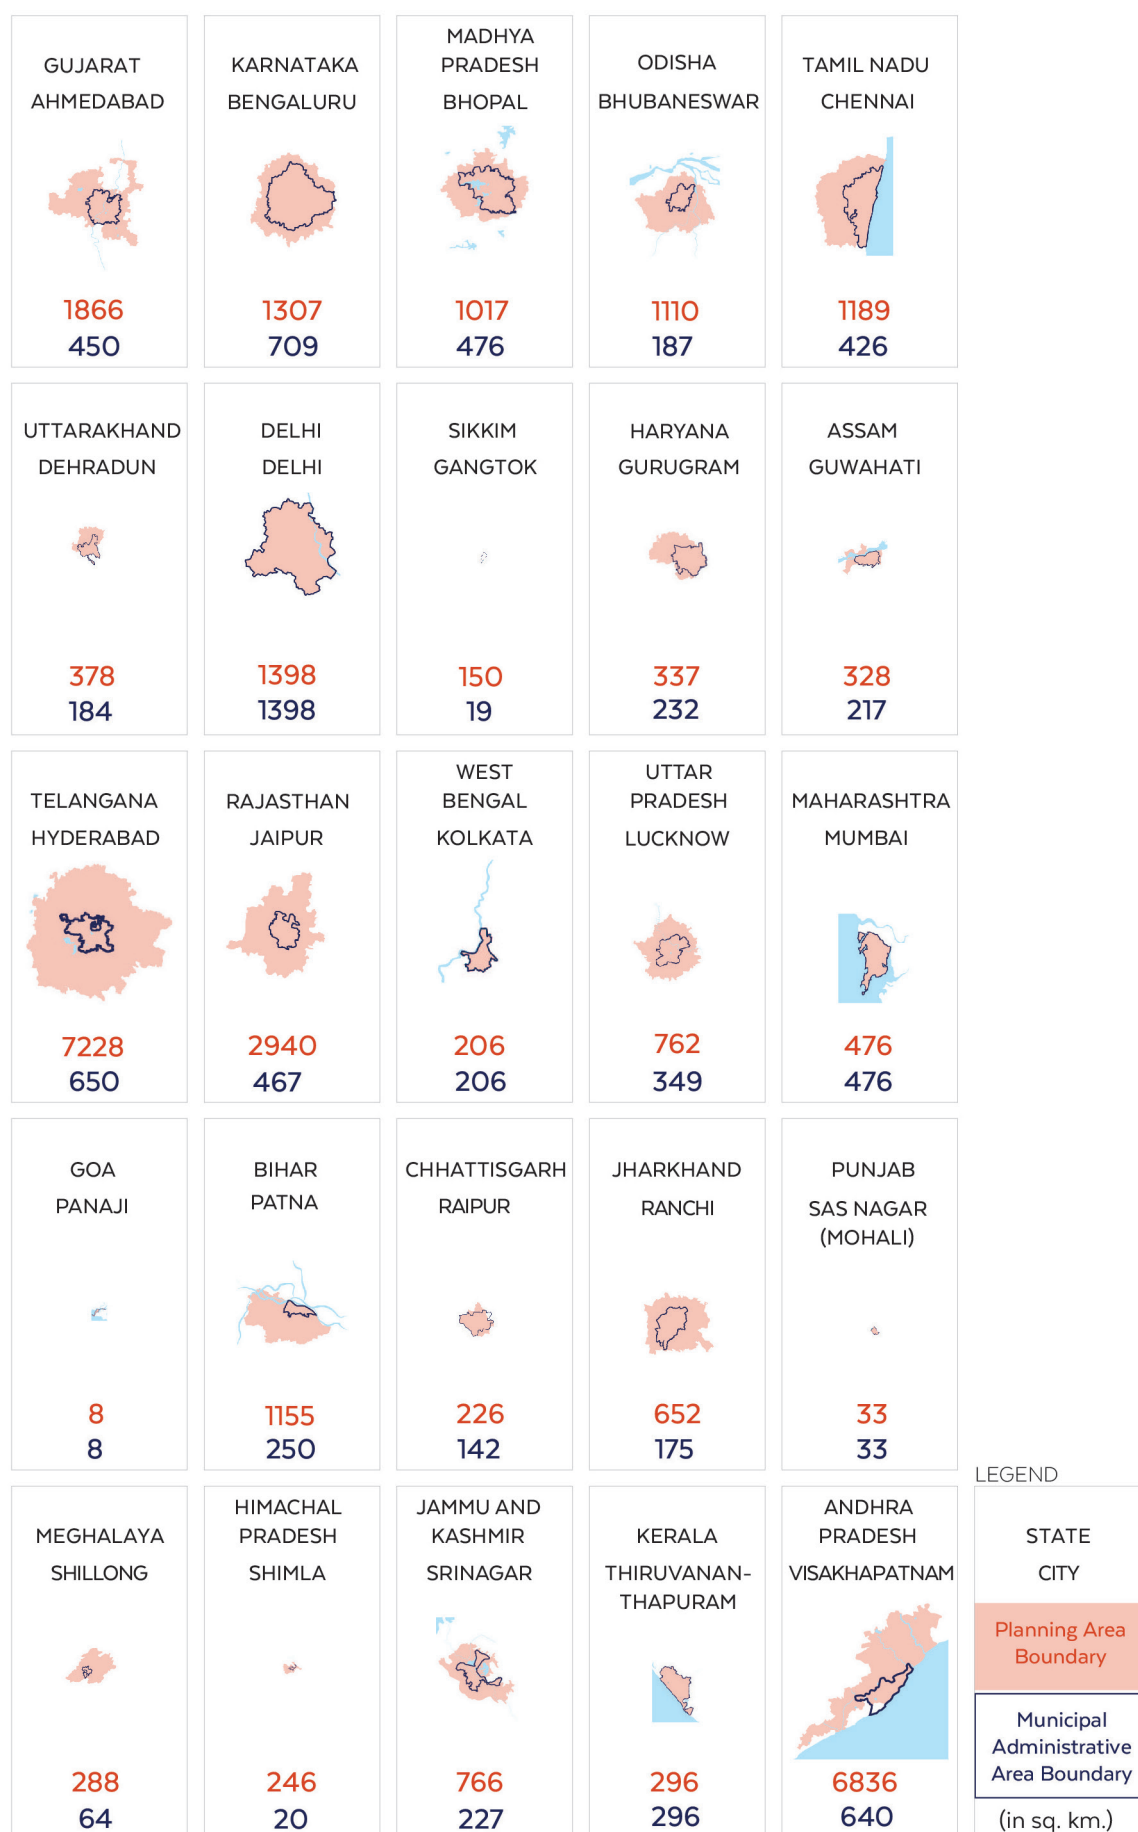 GUJARAT
AHMEDABAD
1866
450
KARNATAKA
BENGALURU
1307
709
MADHYA
PRADESH
BHOPAL
1017
476
ODISHA
BHUBANESWAR
1110
187
TAMIL NADU
CHENNAI
1189
426
UTTARAKHAND
DEHRADUN
378
184
DELHI
DELHI
1398
1398
SIKKIM
GANGTOK
150
19
HARYANA
GURUGRAM
337
232
ASSAM
GUWAHATI
328
217
TELANGANA
HYDERABAD
7228
650
RAJASTHAN
JAIPUR
2940
467
WEST
BENGAL
KOLKATA
206
206
UTTAR
PRADESH
LUCKNOW
762
349
MAHARASHTRA
MUMBAI
476
476
GOA
PANAJI
8
8
BIHAR
PATNA
1155
250
CHHATTISGARH
RAIPUR
226
142
JHARKHAND
RANCHI
652
175
PUNJAB
SAS NAGAR
(MOHALI)
33
33
MEGHALAYA
SHILLONG
288
64
HIMACHAL
PRADESH
SHIMLA
246
20
JAMMU AND
KASHMIR
SRINAGAR
766
227
KERALA
THIRUVANAN-
THAPURAM
296
296
ANDHRA
PRADESH
VISAKHAPATNAM
6836
640
LEGEND
STATE
CITY
Planning Area
Boundary
Municipal
Administrative
Area Boundary
(in sq. km.)